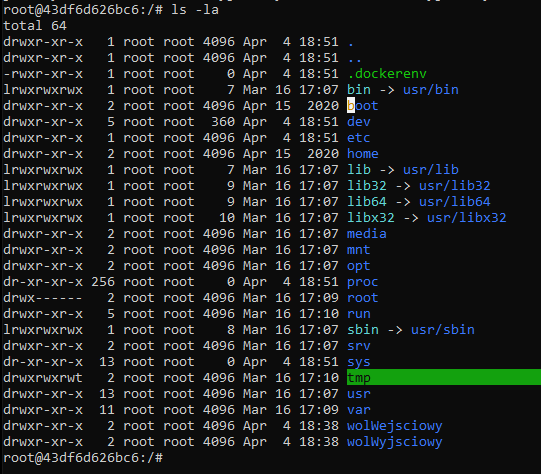 root@43df6d626bc6:/# ls -la
total 64
drwxr-xr-x   1 root root 4096 Apr  4 18:51 .
drwxr-xr-x   1 root root 4096 Apr  4 18:51 ..
-rwxr-xr-x   1 root root    0 Apr  4 18:51 .dockerenv
lrwxrwxrwx   1 root root    7 Mar 16 17:07 bin -> usr/bin
drwxr-xr-x   2 root root 4096 Apr 15  2020 boot
drwxr-xr-x   5 root root  360 Apr  4 18:51 dev
drwxr-xr-x   1 root root 4096 Apr  4 18:51 etc
drwxr-xr-x   2 root root 4096 Apr 15  2020 home
lrwxrwxrwx   1 root root    7 Mar 16 17:07 lib -> usr/lib
lrwxrwxrwx   1 root root    9 Mar 16 17:07 lib32 -> usr/lib32
lrwxrwxrwx   1 root root    9 Mar 16 17:07 lib64 -> usr/lib64
lrwxrwxrwx   1 root root   10 Mar 16 17:07 libx32 -> usr/libx32
drwxr-xr-x   2 root root 4096 Mar 16 17:07 media
drwxr-xr-x   2 root root 4096 Mar 16 17:07 mnt
drwxr-xr-x   2 root root 4096 Mar 16 17:07 opt
dr-xr-xr-x 256 root root    0 Apr  4 18:51 proc
drwx------   2 root root 4096 Mar 16 17:09 root
drwxr-xr-x   5 root root 4096 Mar 16 17:10 run
lrwxrwxrwx   1 root root    8 Mar 16 17:07 sbin -> usr/sbin
drwxr-xr-x   2 root root 4096 Mar 16 17:07 srv
dr-xr-xr-x  13 root root    0 Apr  4 18:51 sys
drwxrwxrwt   2 root root 4096 Mar 16 17:10 tmp
drwxr-xr-x  13 root root 4096 Mar 16 17:07 usr
drwxr-xr-x  11 root root 4096 Mar 16 17:09 var
drwxr-xr-x   2 root root 4096 Apr  4 18:38 wolWejsciowy
drwxr-xr-x   2 root root 4096 Apr  4 18:38 wolWyjsciowy
root@43df6d626bc6:/#